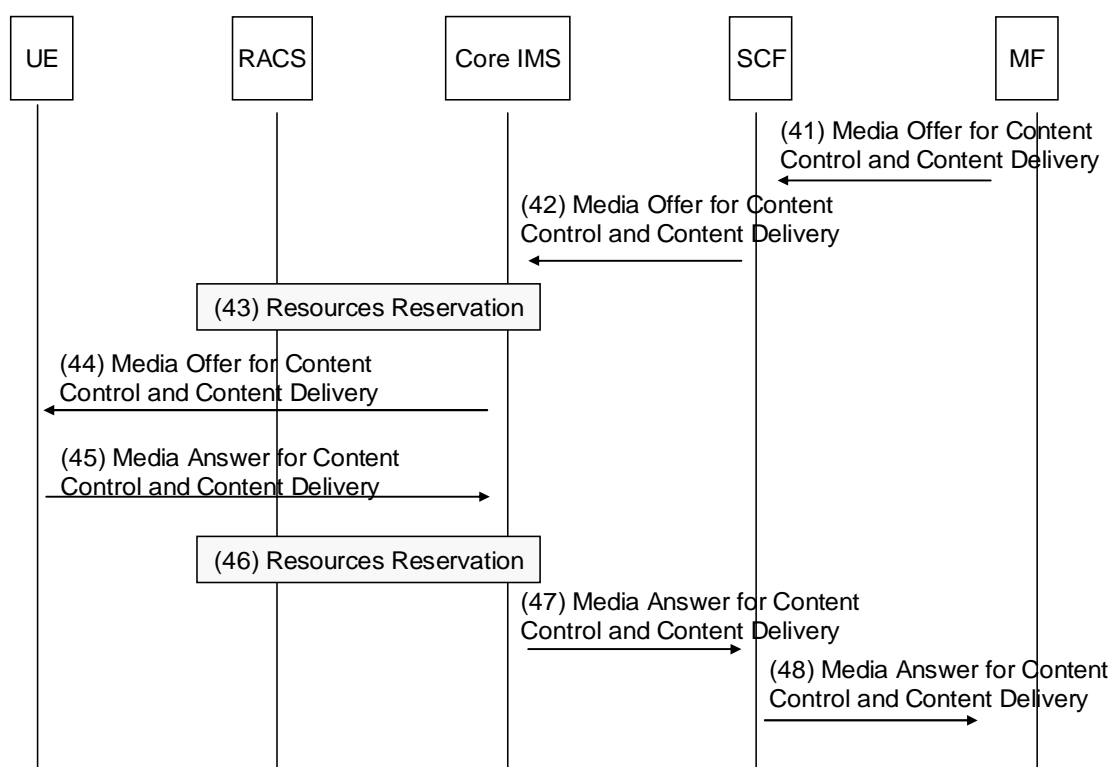 UE
RACS
Core IMS
SCF
MF
(41) Media Offer for Content
Control and Content Delivery
(42) Media Offer for Content
Control and Content Delivery
(43) Resources Reservation
(44) Media Offer for Content
Control and Content Delivery
(45) Media Answer for Content
Control and Content Delivery
(46) Resources Reservation
(47) Media Answer for Content
Control and Content Delivery
(48) Media Answer for Content
Control and Content Delivery